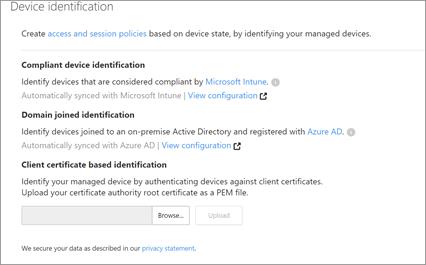 Device identification
Create access and session policies based on device state, by identifying your managed devices.
Compliant device identification
Identify devices that are considered compliant by Microsoft Intune.
Automatically synced with Microsoft Intune | View configuration
Domain joined identification
Identify devices joined to an on-premise Active Directory and registered with Azure AD.
Automatically synced with Azure AD | View configuration
Client certificate based identification
Identify your managed device by authenticating devices against client certificates.
Upload your certificate authority root certificate as a PEM file.
Browse... Upload
We secure your data as described in our privacy statement.